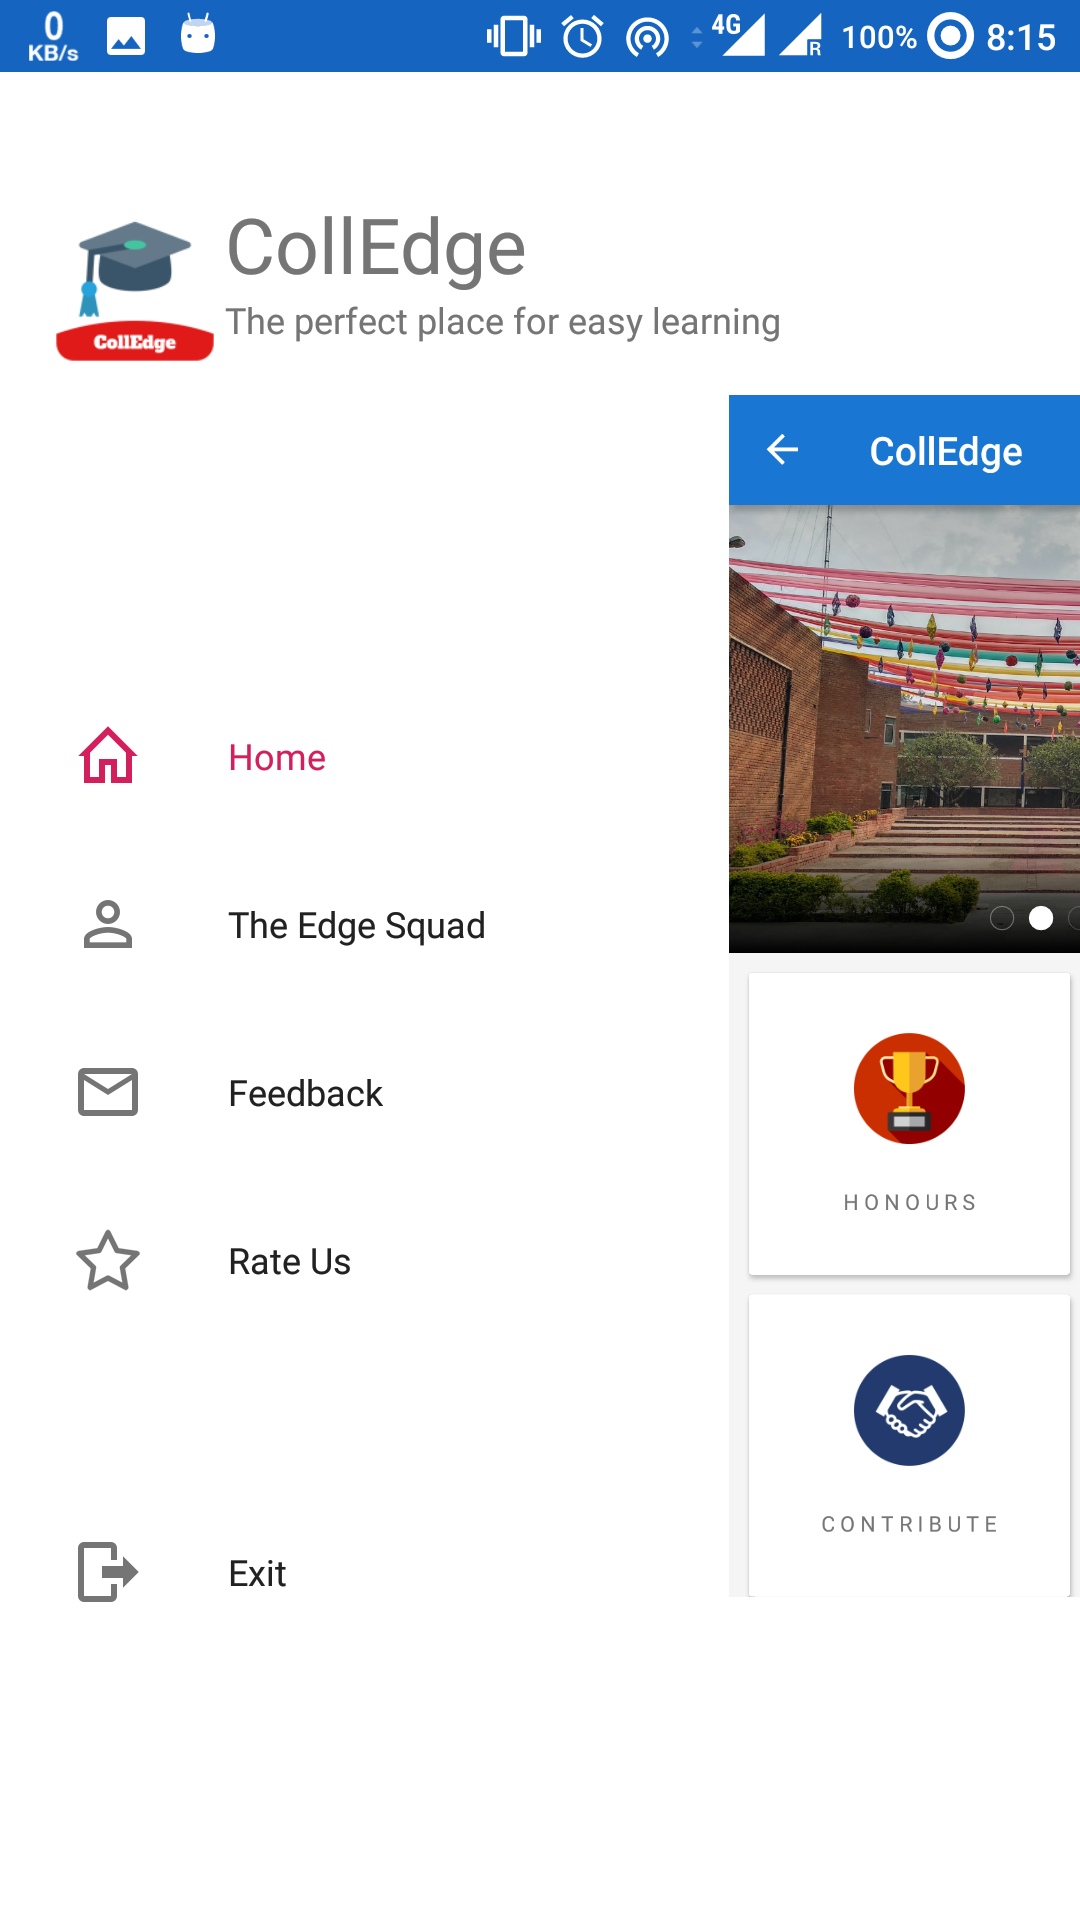 0
KB/s
4G
R
100%
8:15
CollEdge
The perfect place for easy learning
CollEdge
CollEdge
Home
The Edge Squad
Feedback
HONOURS
Rate Us
CONTRIBUTE
Exit